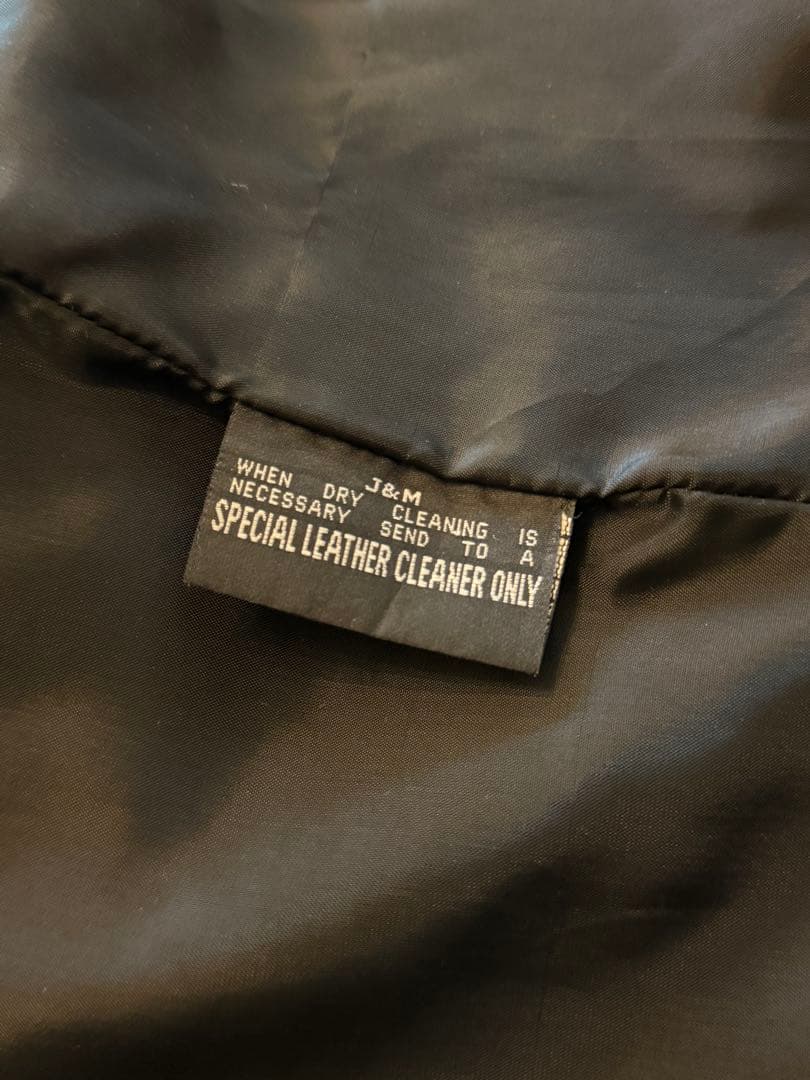 J&M
WHEN DRY CLEANING IS
NECESSARY SEND TO A
SPECIAL LEATHER CLEANER ONLY